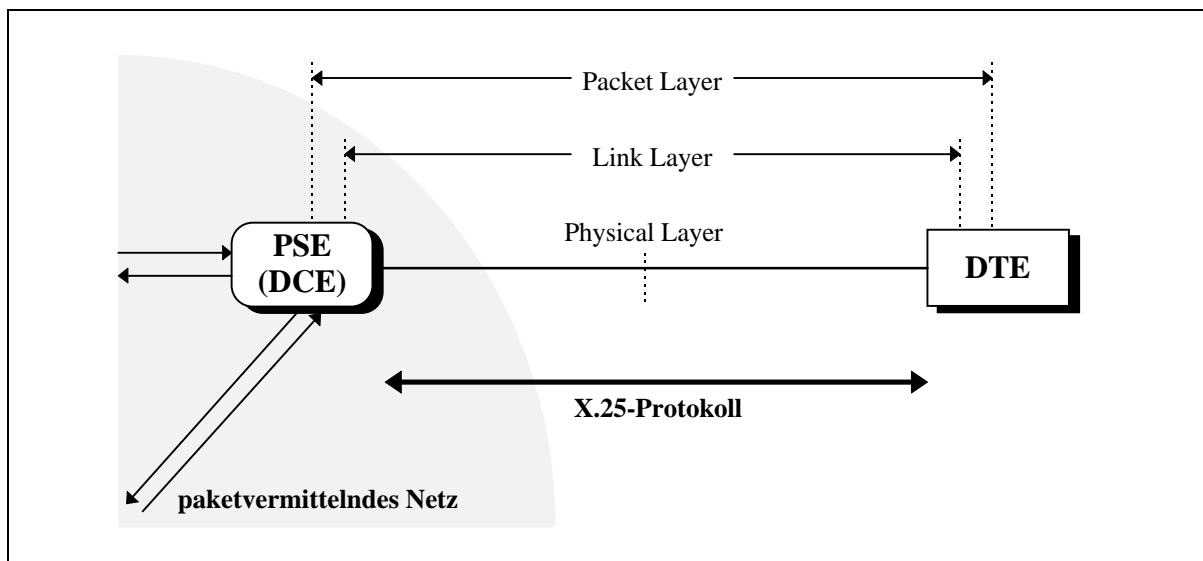 Packet Layer
Link Layer
Physical Layer
PSE
(DCE)
DTE
X.25-Protokoll
paketvermittelndes Netz